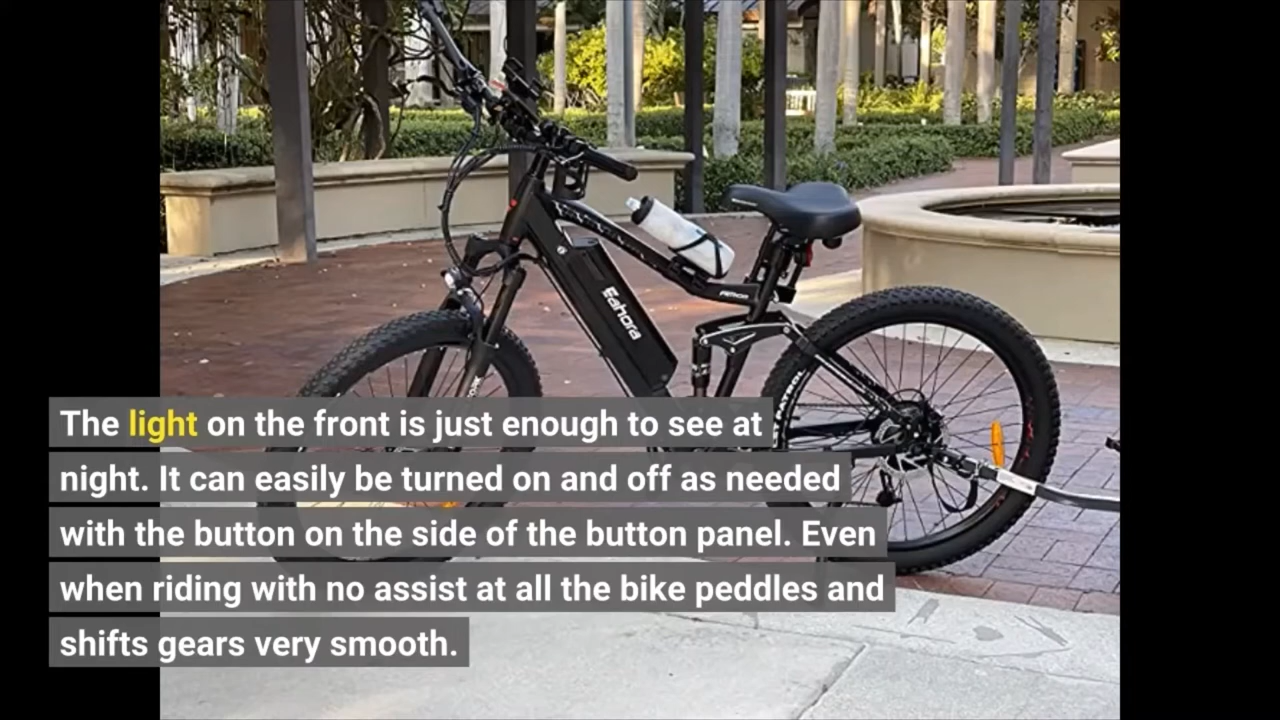 Eahora
The light on the front is just enough to see at
night. It can easily be turned on and off as needed
with the button on the side of the button panel. Even
when riding with no assist at all the bike peddles and
shifts gears very smooth.